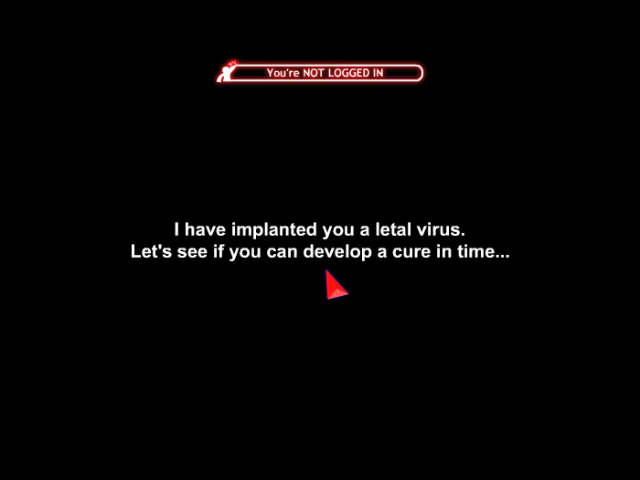 You're NOT LOGGED IN
I have implanted you a letal virus.
Let's see if you can develop a cure in time...